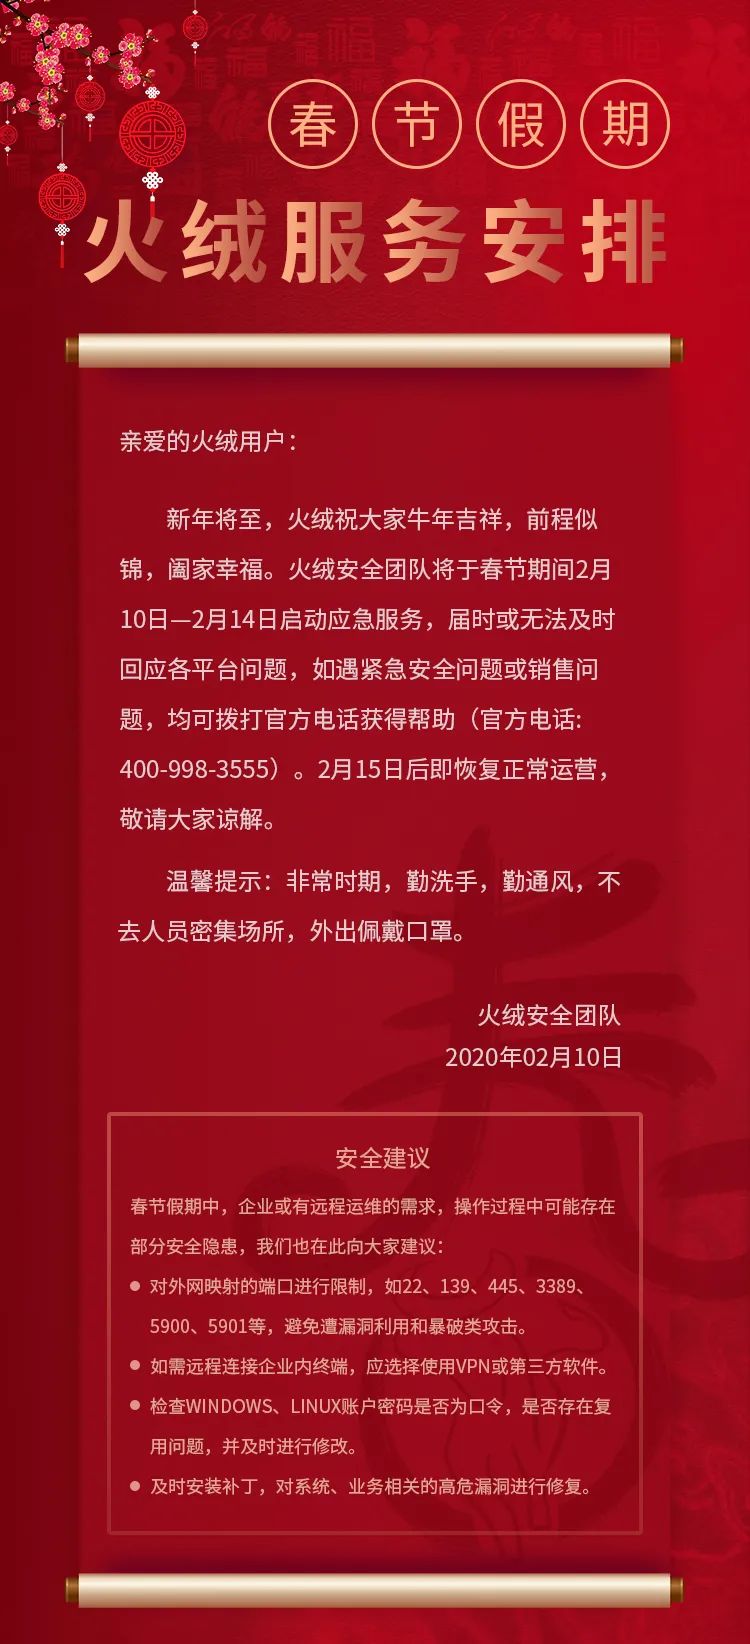 春节假期
火绒服务安排
亲爱的火绒用户：
新年将至，火绒祝大家牛年吉祥，前程似
锦，阖家幸福。火绒安全团队将于春节期间2月
10日—2月14日启动应急服务，届时或无法及时
回应各平台问题，如遇紧急安全问题或销售问
题，均可拨打官方电话获得帮助（官方电话:
400-998-3555）。2月15日后即恢复正常运营，
敬请大家谅解。
温馨提示：非常时期，勤洗手，勤通风，不
去人员密集场所，外出佩戴口罩。
火绒安全团队
2020年02月10日
安全建议
春节假期中，企业或有远程运维的需求，操作过程中可能存在
部分安全隐患，我们也在此向大家建议：
● 对外网映射的端口进行限制，如22、139、445、3389、
5900、5901等，避免遭漏洞利用和暴破类攻击。
● 如需远程连接企业内终端，应选择使用VPN或第三方软件。
● 检查WINDOWS、LINUX账户密码是否为口令，是否存在复
用问题，并及时进行修改。
● 及时安装补丁，对系统、业务相关的高危漏洞进行修复。